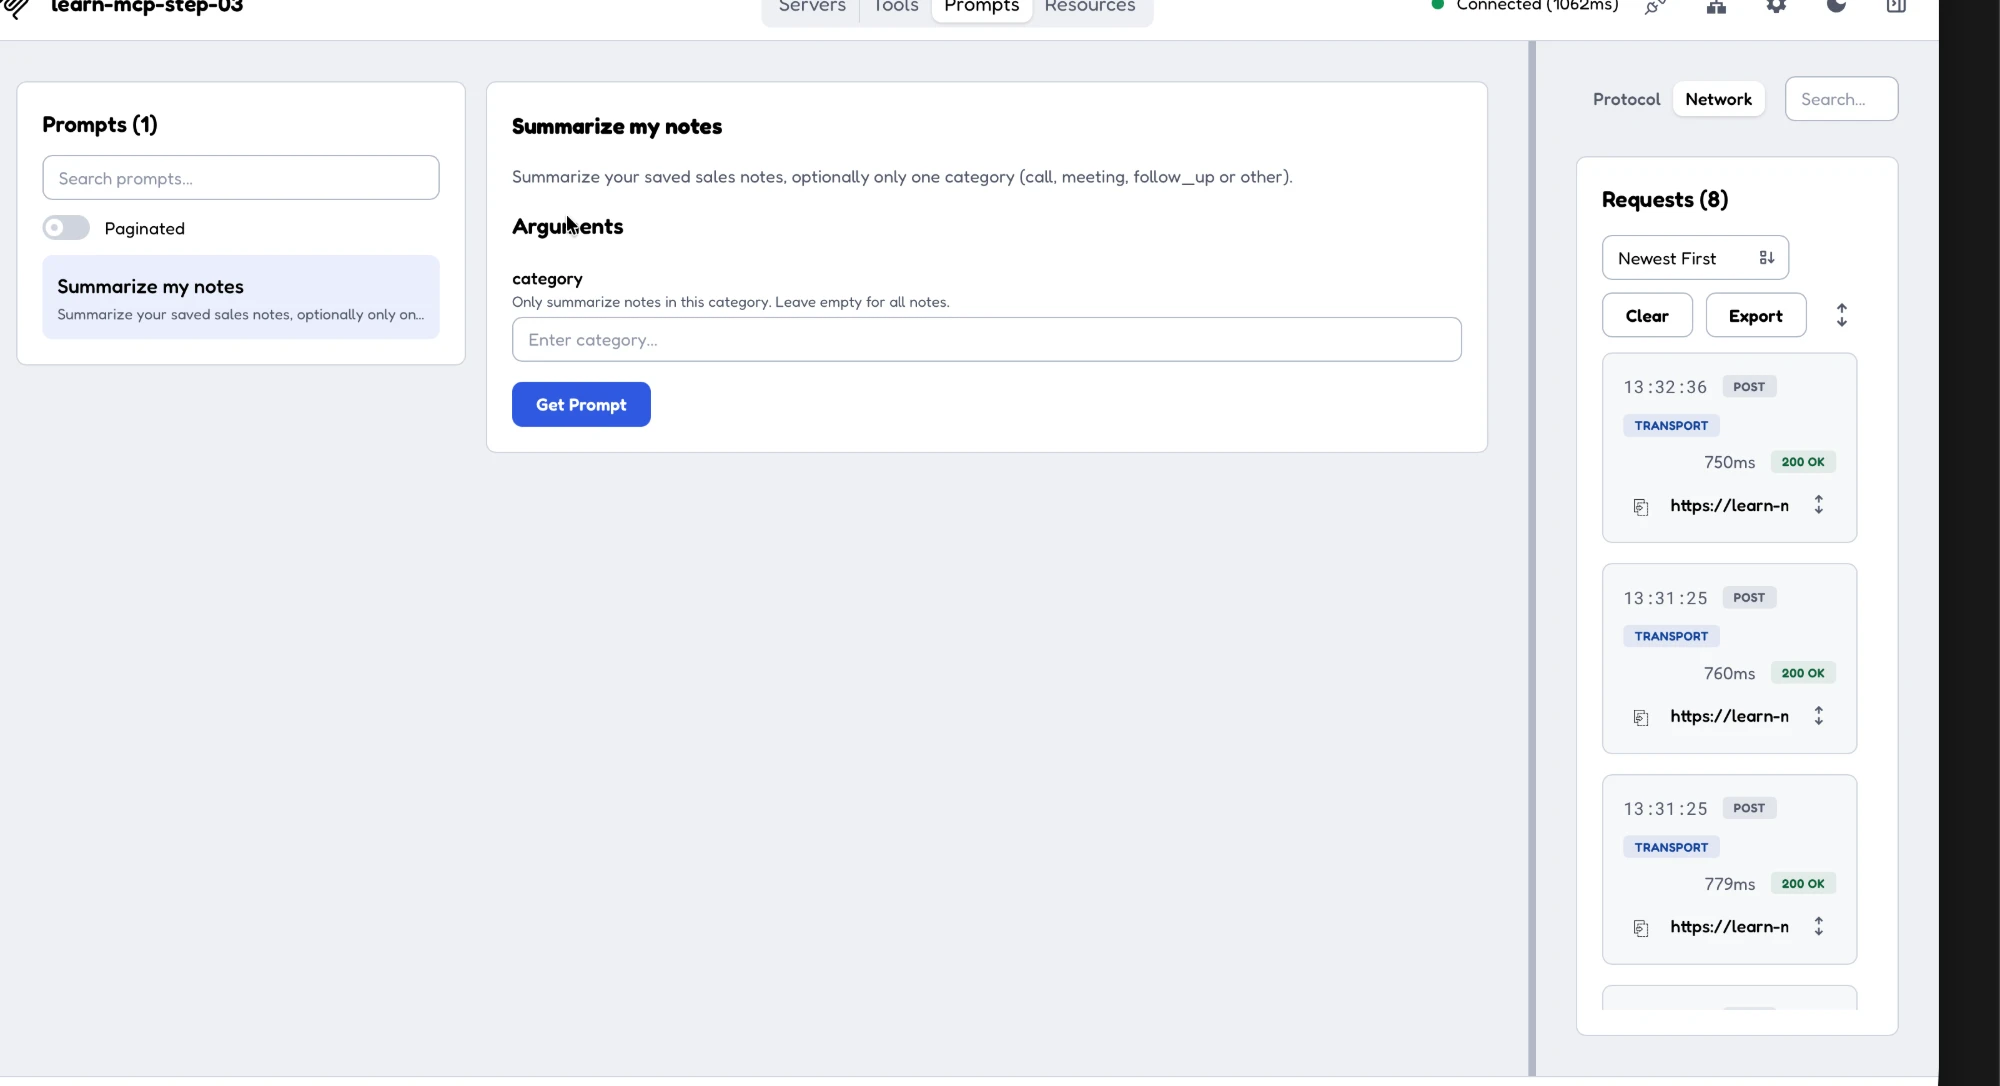 learn-mcp-step-03
Servers
Tools
Prompts
Resources
Connected (1062ms)
Prompts (1)
Search prompts...
Paginated
Summarize my notes
Summarize your saved sales notes, optionally only on...
Summarize my notes
Summarize your saved sales notes, optionally only one category (call, meeting, follow_up or other).
Arguments
category
Only summarize notes in this category. Leave empty for all notes.
Enter category...
Get Prompt
Protocol
Network
Search...
Requests (8)
Newest First
Clear
Export
13:32:36 POST
TRANSPORT
750ms 200 OK
https://learn-n
13:31:25 POST
TRANSPORT
760ms 200 OK
https://learn-n
13:31:25 POST
TRANSPORT
779ms 200 OK
https://learn-n